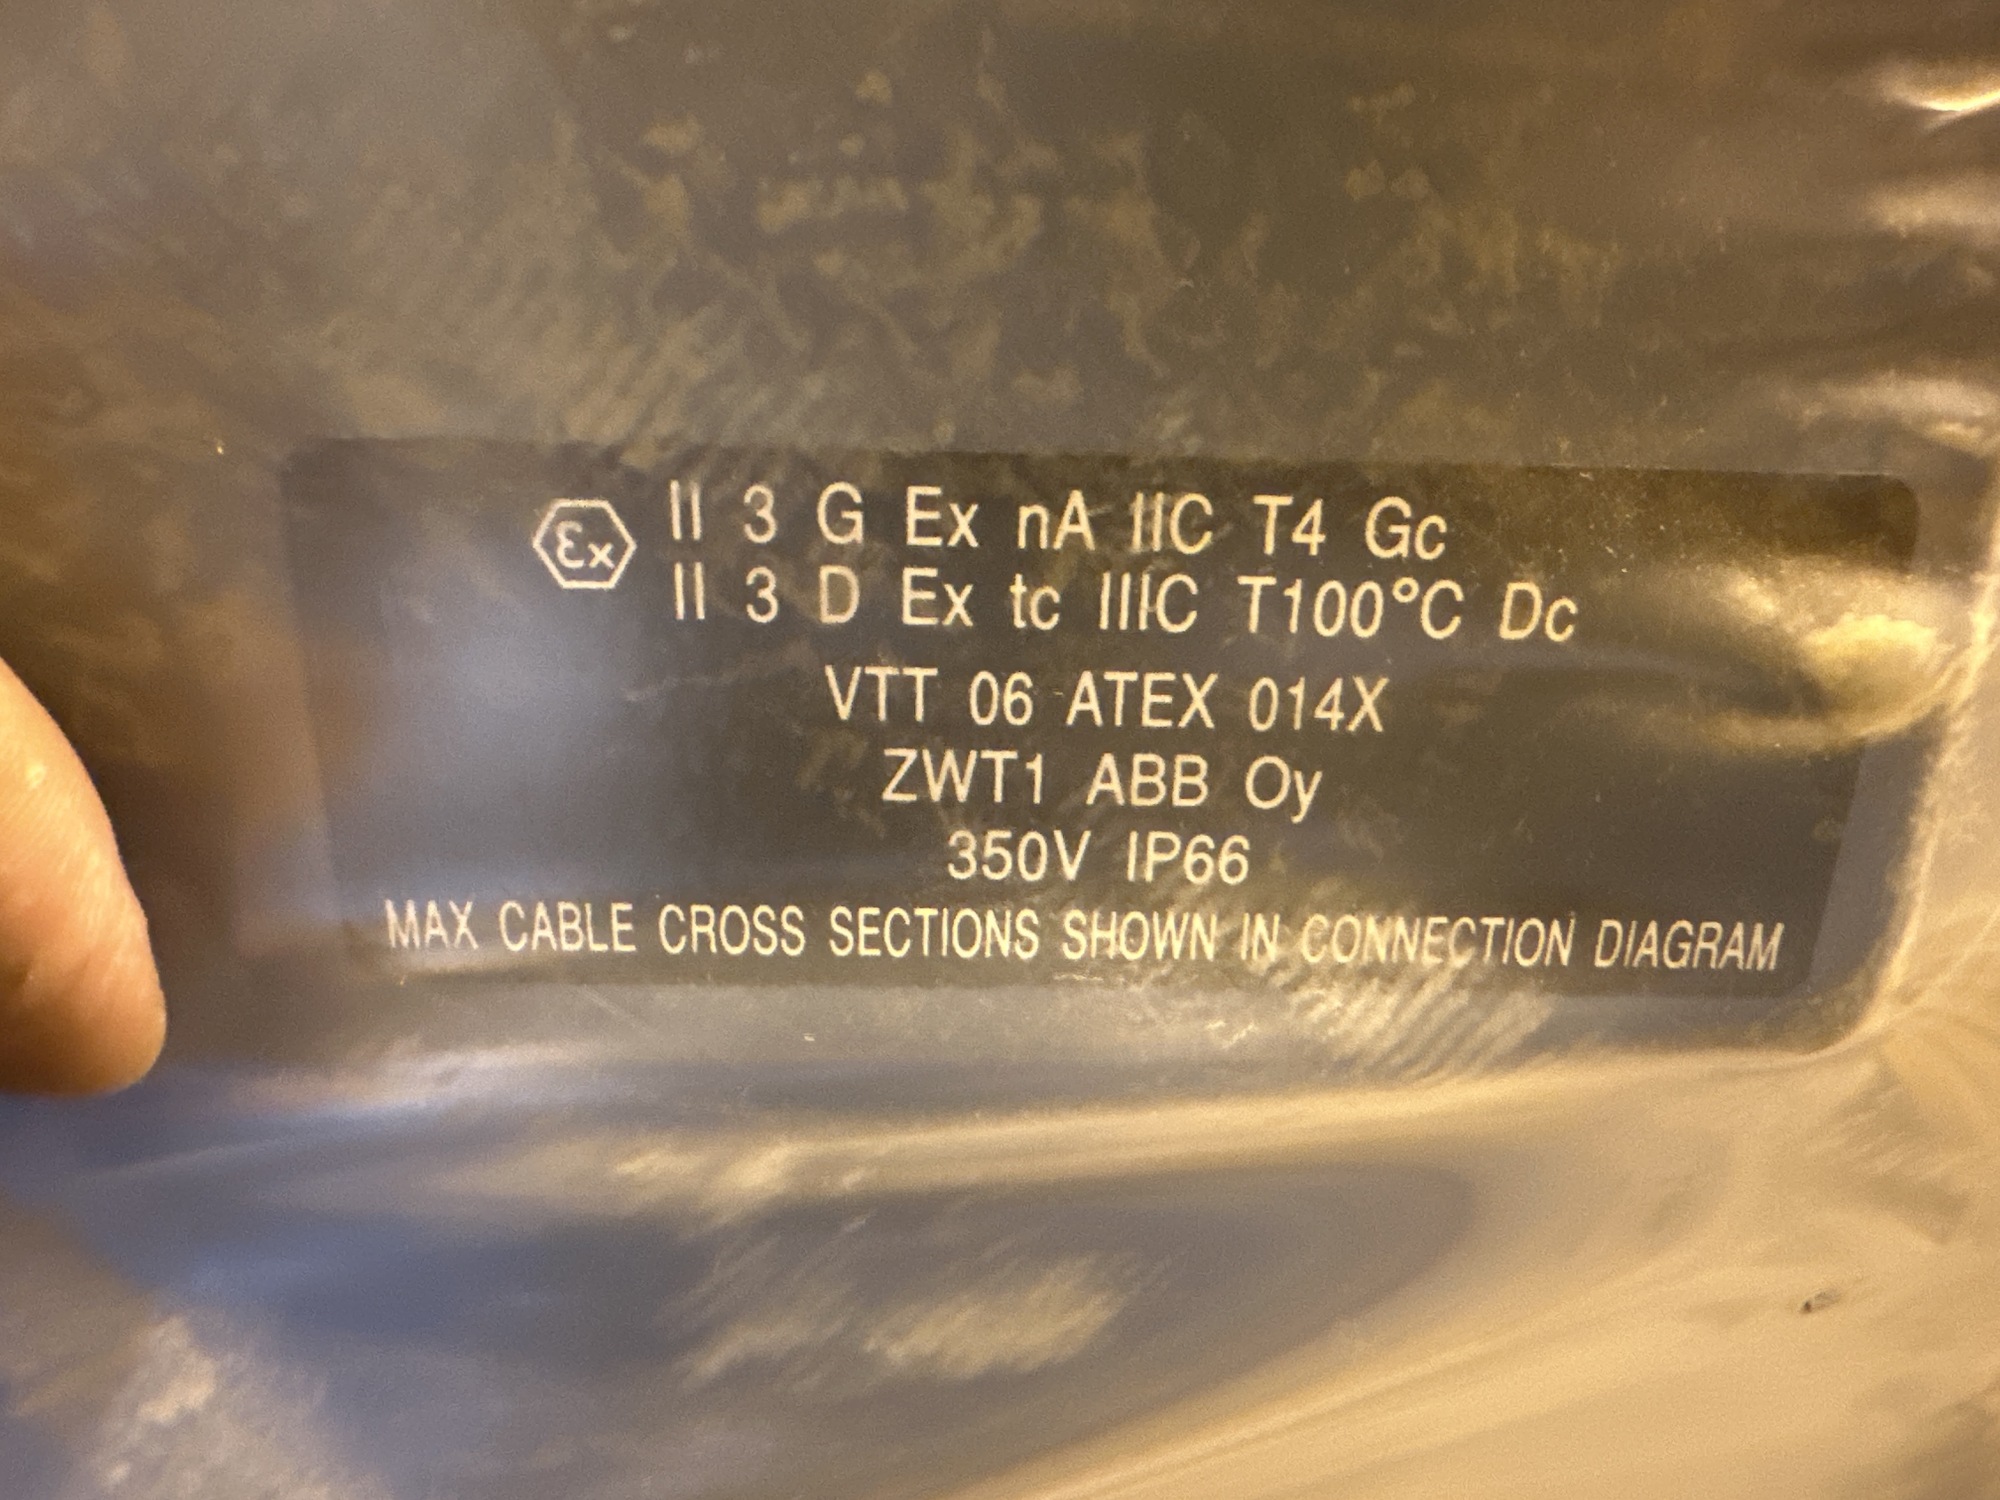 Ex II 3 G Ex nA IIC T4 Gc
II 3 D Ex tc IIIC T100°C Dc
VTT 06 ATEX 014X
ZWT1 ABB Oy
350V IP66
MAX CABLE CROSS SECTIONS SHOWN IN CONNECTION DIAGRAM